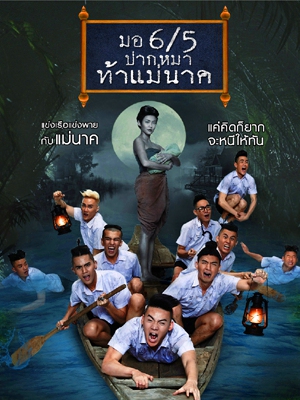 มอ 6/5
ปากหมา
ท้าแม่นาค
แข่งเรือแข่งพาย
กับแม่นาค
แค่คิดก็ยาก
จะหนีให้ทัน